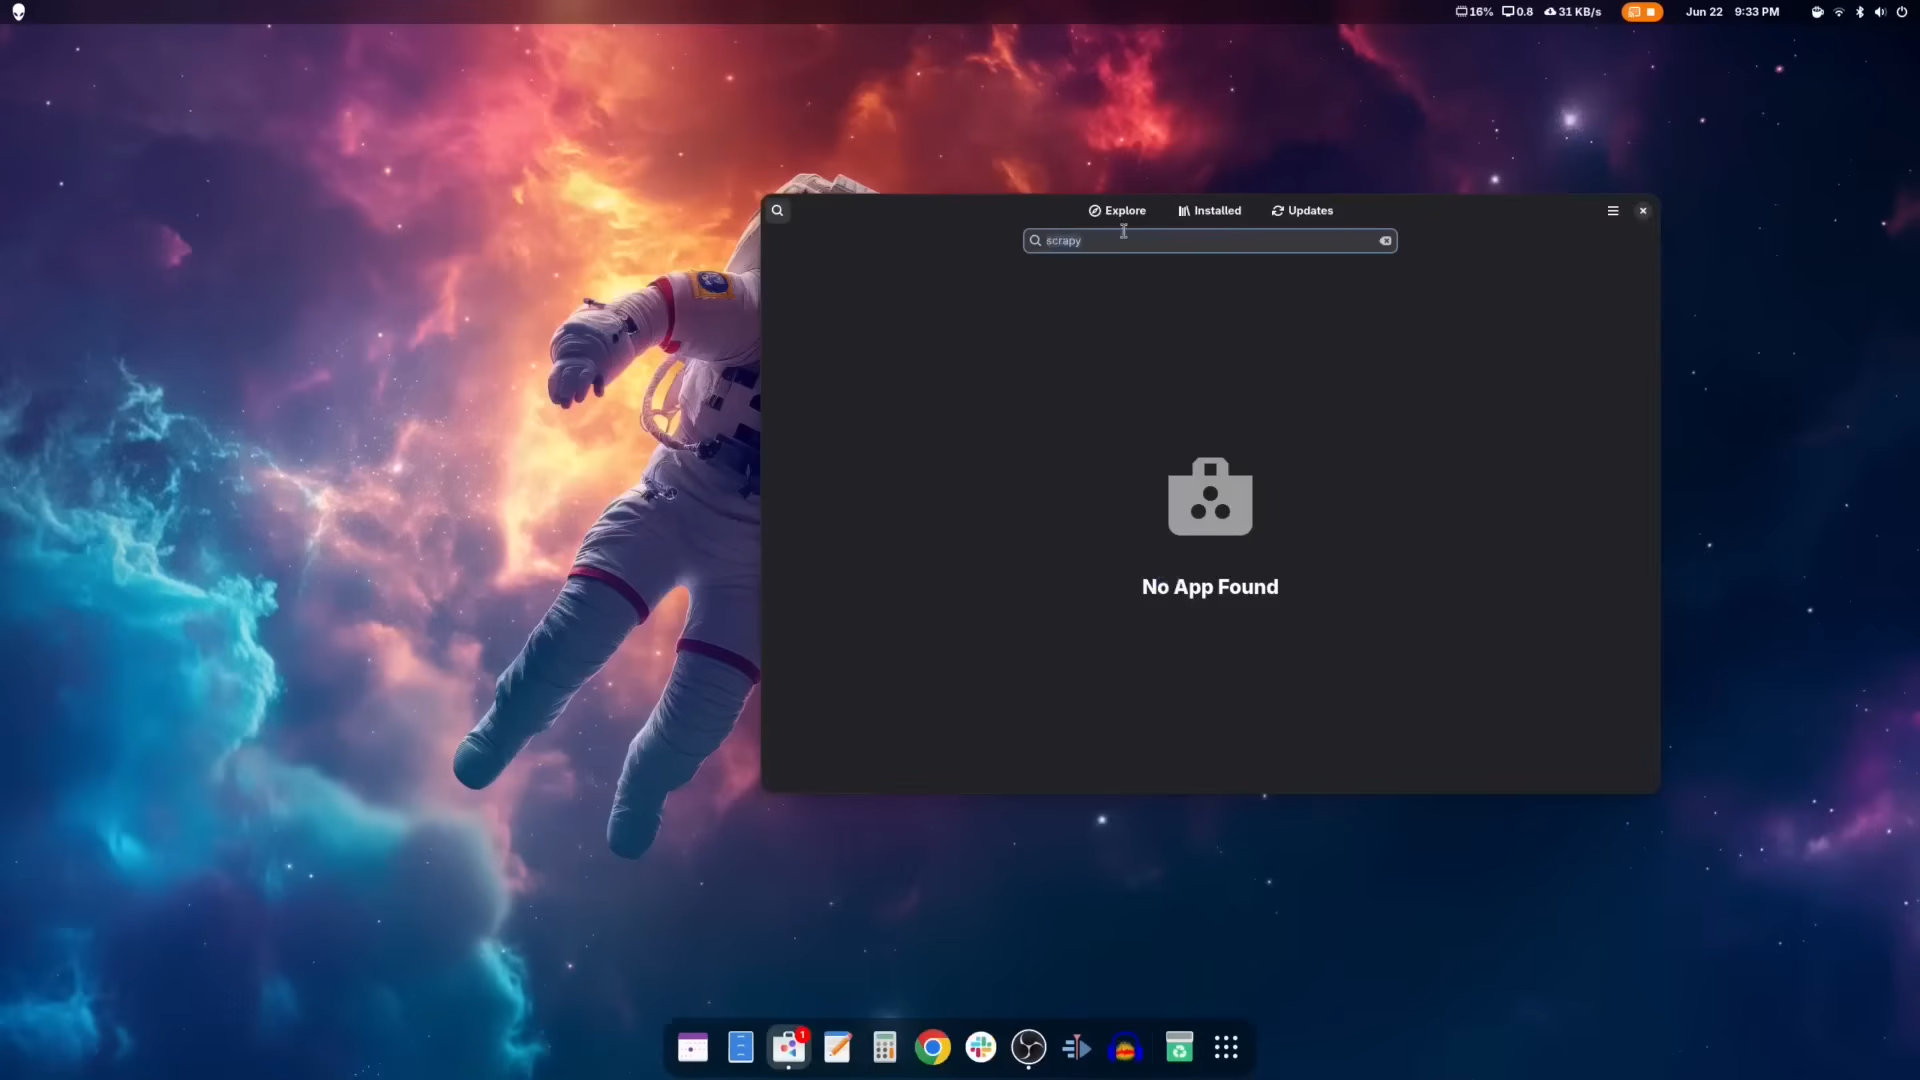 16% 0.8 31 KB/s Jun 22 9:33 PM
Explore Installed Updates
scrapy
No App Found
1